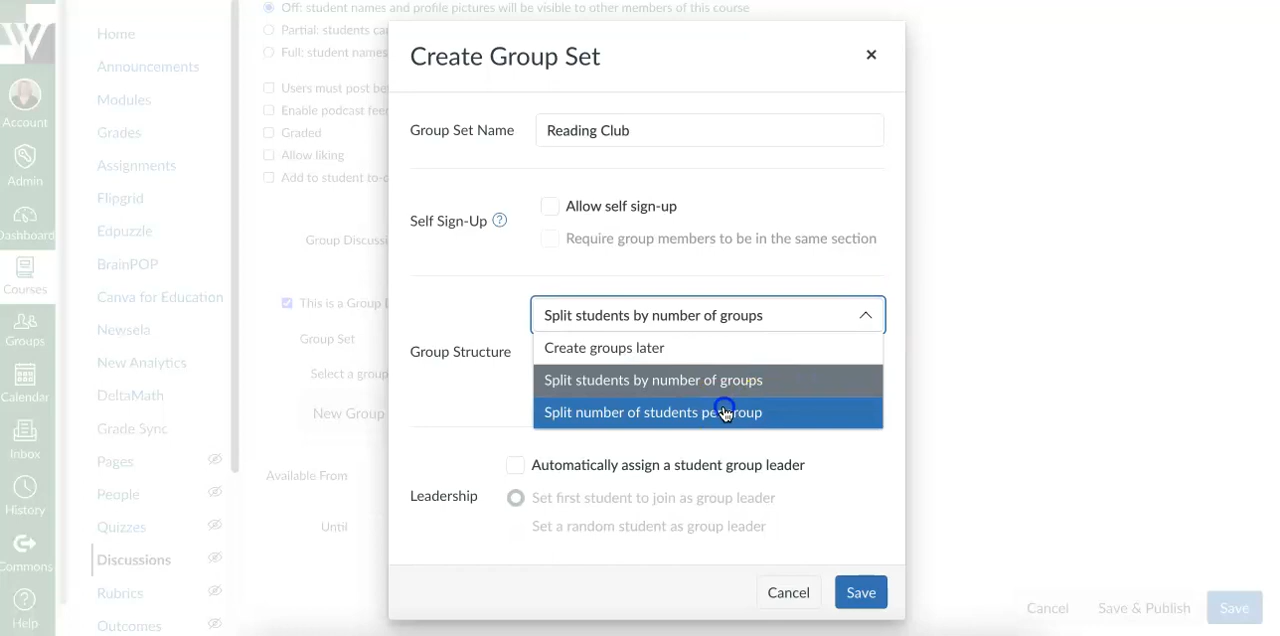 W
Account
Admin
Dashboard
Courses
Groups
Calendar
Inbox
History
Commons
Help
Home
Announcements
Modules
Grades
Assignments
Flipgrid
Edpuzzle
BrainPOP
Canva for Education
Newsela
New Analytics
DeltaMath
Grade Sync
Pages
People
Quizzes
Discussions
Rubrics
Outcomes
Off: student names and profile pictures will be visible to other members of this course
Partial: students
Full: student names
Users must post
Enable podcast
Graded
Allow liking
Add to student
Group
This is a Group
Group Set
Select a group
New Group
Available From
Until
Create Group Set
×
Group Set Name
Reading Club
Self Sign-Up ?
Allow self sign-up
Require group members to be in the same section
Group Structure
Split students by number of groups
Create groups later
Split students by number of groups
Split number of students per group
Leadership
Automatically assign a student group leader
Set first student to join as group leader
Set a random student as group leader
Cancel
Save
Cancel
Save & Publish
Save